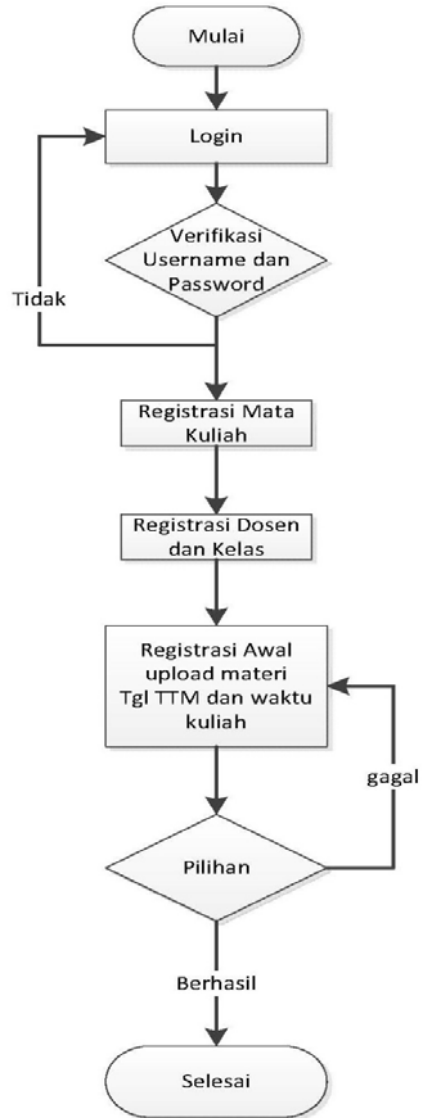 Mulai
Login
Verifikasi
Username dan
Password
Tidak
Registrasi Mata
Kuliah
Registrasi Dosen
dan Kelas
Registrasi Awal
upload materi
Tgl TTM dan waktu
kuliah
gagal
Pilihan
Berhasil
Selesai